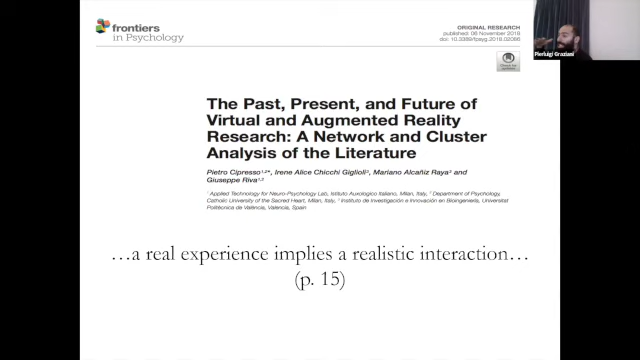 frontiers
in Psychology
ORIGINAL RESEARCH
published: 06 November 2018
doi: 10.3389/fpsyg.2018.02086
Pierluigi Graziani
The Past, Present, and Future of
Virtual and Augmented Reality
Research: A Network and Cluster
Analysis of the Literature
Pietro Cipresso1,2*, Irene Alice Chicchi Giglioli3, Mariano Alcañiz Raya3 and
Giuseppe Riva1,2
1 Applied Technology for Neuro-Psychology Lab, Istituto Auxologico Italiano, Milan, Italy, 2 Department of Psychology,
Catholic University of the Sacred Heart, Milan, Italy, 3 Instituto de Investigación e Innovación en Bioingeniería, Universitat
Politècnica de València, Valencia, Spain
…a real experience implies a realistic interaction…
(p. 15)